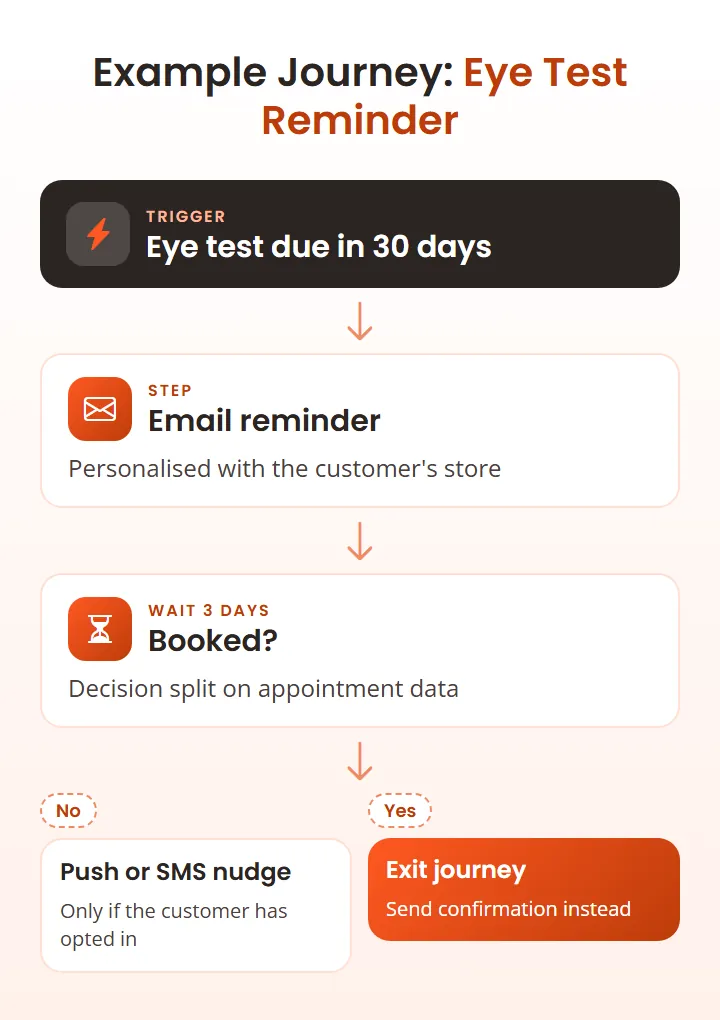 Example Journey: Eye Test
Reminder
TRIGGER
Eye test due in 30 days
STEP
Email reminder
Personalised with the customer's store
WAIT 3 DAYS
Booked?
Decision split on appointment data
No
Push or SMS nudge
Only if the customer has
opted in
Yes
Exit journey
Send confirmation instead